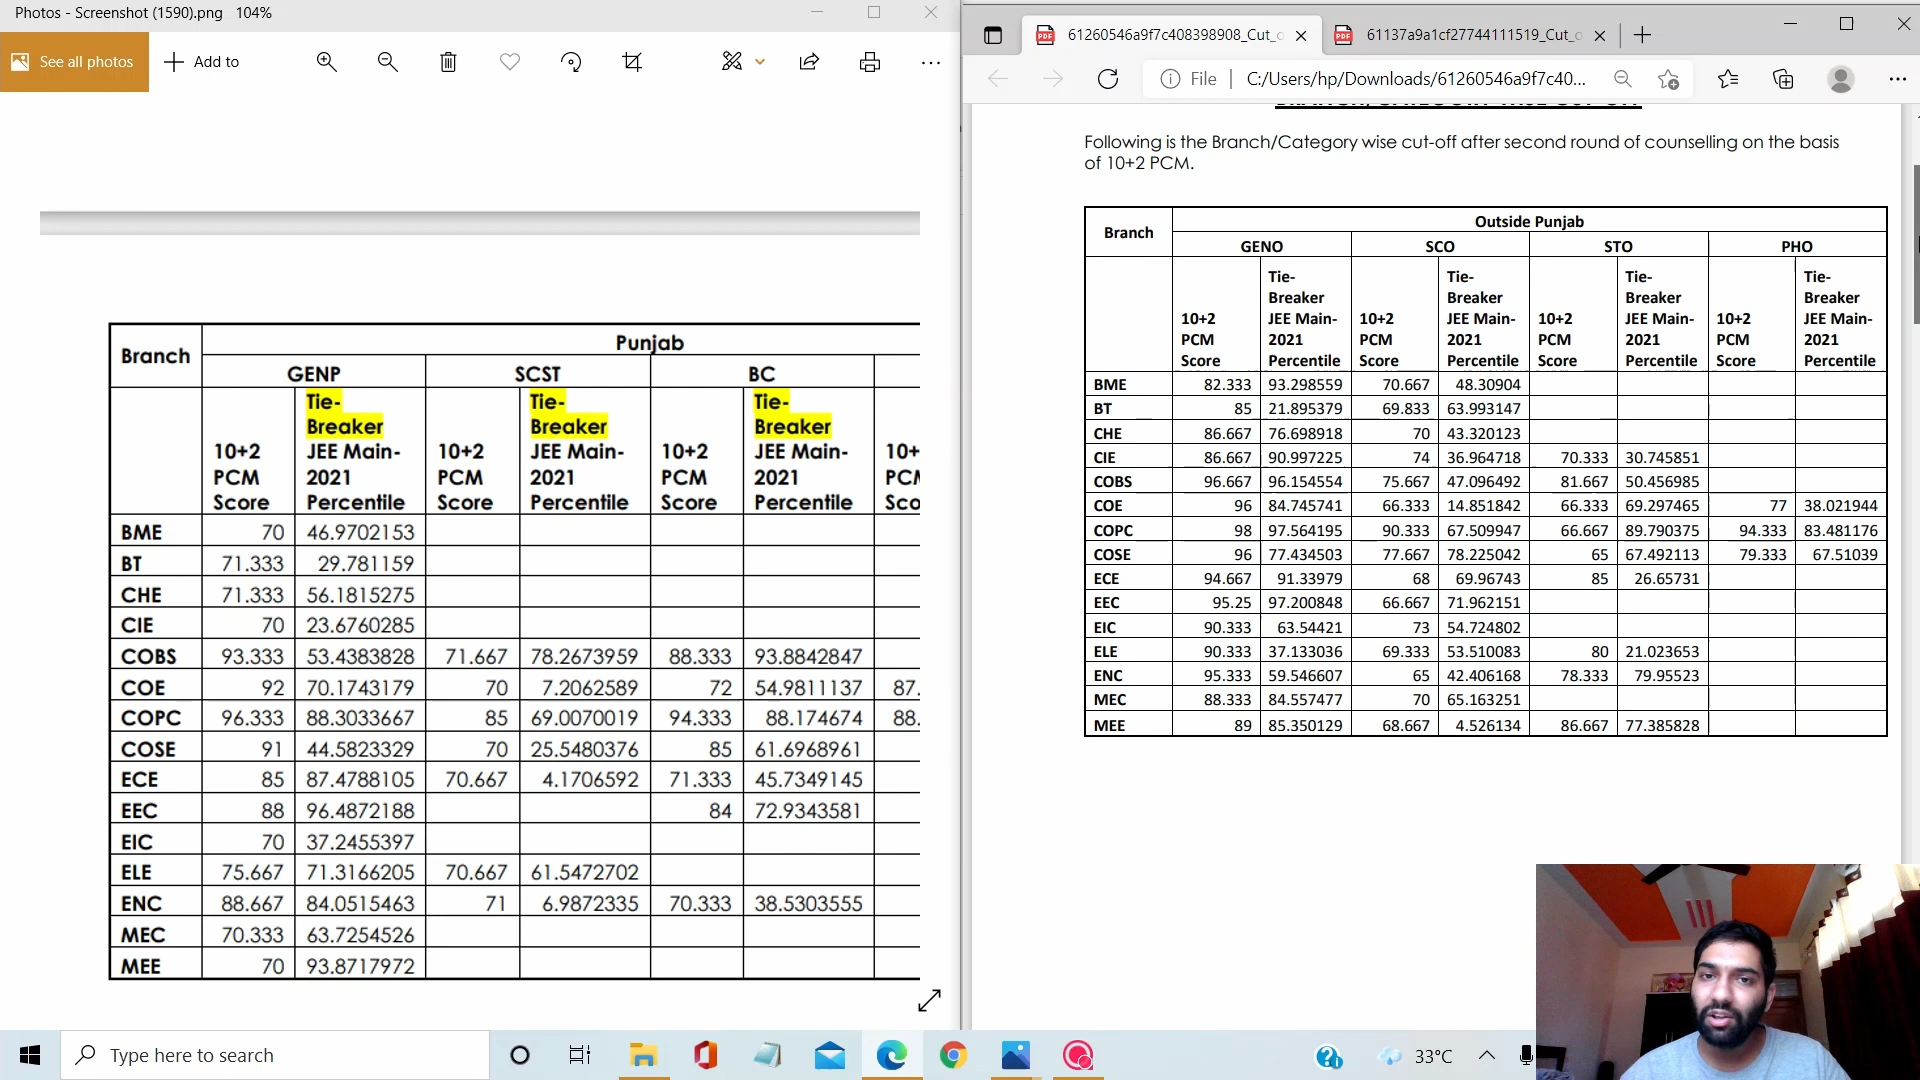 Photos - Screenshot (1590).png 104%
See all photos
Add to
61260546a9f7c408398908_Cut_o
61137a9a1cf27744111519_Cut_o
File
C:/Users/hp/Downloads/61260546a9f7c40...
Following is the Branch/Category wise cut-off after second round of counselling on the basis
of 10+2 PCM.
Branch Punjab
GENP SCST BC
10+2 PCM Score Tie-Breaker JEE Main-2021 Percentile 10+2 PCM Score Tie-Breaker JEE Main-2021 Percentile 10+2 PCM Score Tie-Breaker JEE Main-2021 Percentile
BME 70 46.9702153
BT 71.333 29.781159
CHE 71.333 56.1815275
CIE 70 23.6760285
COBS 93.333 53.4383828 71.667 78.2673959 88.333 93.8842847
COE 92 70.1743179 70 7.2062589 72 54.9811137 87.
COPC 96.333 88.3033667 85 69.0070019 94.333 88.174674 88.
COSE 91 44.5823329 70 25.5480376 85 61.6968961
ECE 85 87.4788105 70.667 4.1706592 71.333 45.7349145
EEC 88 96.4872188 84 72.9343581
EIC 70 37.2455397
ELE 75.667 71.3166205 70.667 61.5472702
ENC 88.667 84.0515463 71 6.9872335 70.333 38.5303555
MEC 70.333 63.7254526
MEE 70 93.8717972
Branch Outside Punjab
GENO SCO STO PHO
10+2 PCM Score Tie-Breaker JEE Main-2021 Percentile 10+2 PCM Score Tie-Breaker JEE Main-2021 Percentile 10+2 PCM Score Tie-Breaker JEE Main-2021 Percentile 10+2 PCM Score Tie-Breaker JEE Main-2021 Percentile
BME 82.333 93.298559 70.667 48.30904
BT 85 21.895379 69.833 63.993147
CHE 86.667 76.698918 70 43.320123
CIE 86.667 90.997225 74 36.964718 70.333 30.745851
COBS 96.667 96.154554 75.667 47.096492 81.667 50.456985
COE 96 84.745741 66.333 14.851842 66.333 69.297465 77 38.021944
COPC 98 97.564195 90.333 67.509947 66.667 89.790375 94.333 83.481176
COSE 96 77.434503 77.667 78.225042 65 67.492113 79.333 67.51039
ECE 94.667 91.33979 68 69.96743 85 26.65731
EEC 95.25 97.200848 66.667 71.962151
EIC 90.333 63.54421 73 54.724802
ELE 90.333 37.133036 69.333 53.510083 80 21.023653
ENC 95.333 59.546607 65 42.406168 78.333 79.95523
MEC 88.333 84.557477 70 65.163251
MEE 89 85.350129 68.667 4.526134 86.667 77.385828
Type here to search
33°C